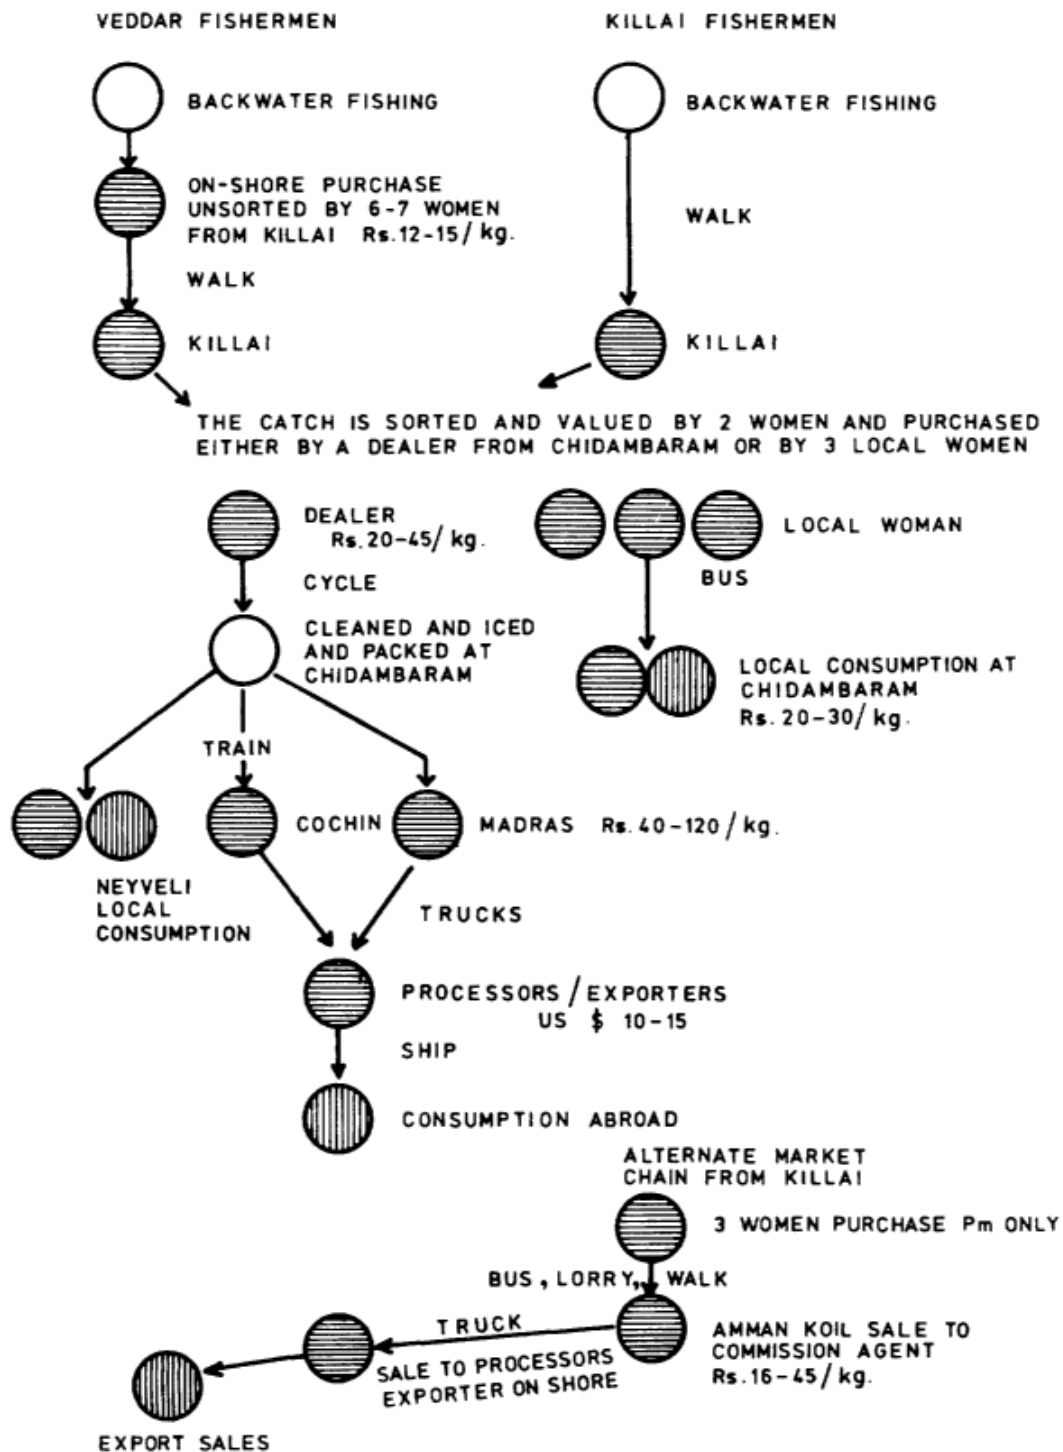 VEDDAR FISHERMEN
KILLAI FISHERMEN
BACKWATER FISHING
BACKWATER FISHING
ON-SHORE PURCHASE
UNSORTED BY 6-7 WOMEN
FROM KILLAI Rs.12-15/kg.
WALK
WALK
KILLAI
KILLAI
THE CATCH IS SORTED AND VALUED BY 2 WOMEN AND PURCHASED
EITHER BY A DEALER FROM CHIDAMBARAM OR BY 3 LOCAL WOMEN
DEALER
Rs.20-45/kg.
LOCAL WOMAN
CYCLE
BUS
CLEANED AND ICED
AND PACKED AT
CHIDAMBARAM
LOCAL CONSUMPTION AT
CHIDAMBARAM
Rs. 20-30/kg.
TRAIN
COCHIN
MADRAS Rs. 40-120/kg.
NEYVELI
LOCAL
CONSUMPTION
TRUCKS
PROCESSORS/EXPORTERS
US $ 10-15
SHIP
CONSUMPTION ABROAD
ALTERNATE MARKET
CHAIN FROM KILLAI
3 WOMEN PURCHASE Pm ONLY
BUS, LORRY, WALK
AMMAN KOIL SALE TO
COMMISSION AGENT
Rs.16-45/kg.
TRUCK
SALE TO PROCESSORS
EXPORTER ON SHORE
EXPORT SALES